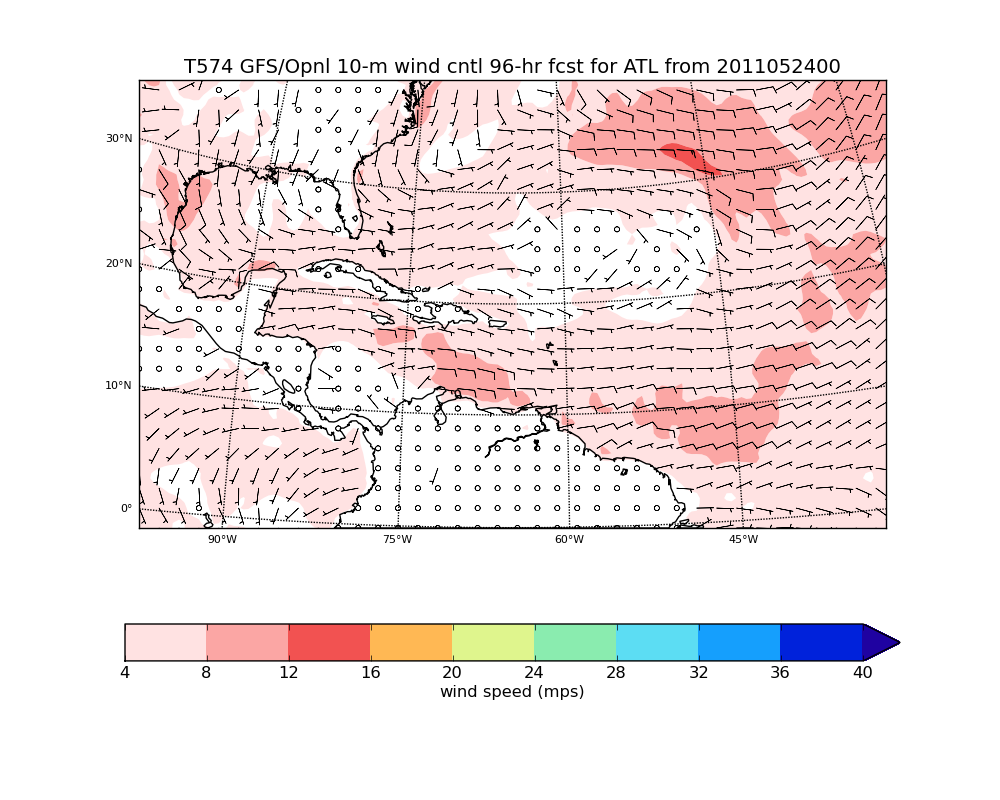 T574 GFS/Opnl 10-m wind cntl 96-hr fcst for ATL from 2011052400
30°N
20°N
10°N
0°
90°W 75°W 60°W 45°W
4 8 12 16 20 24 28 32 36 40
wind speed (mps)